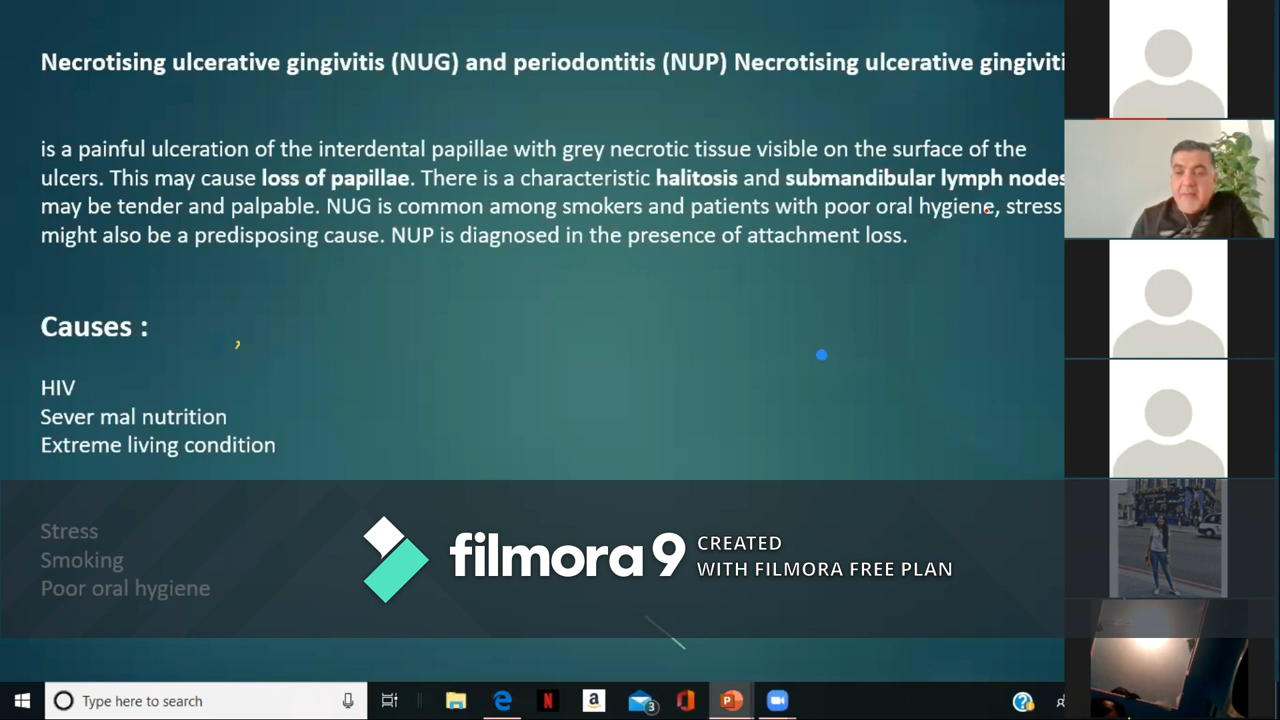 Necrotising ulcerative gingivitis (NUG) and periodontitis (NUP) Necrotising ulcerative gingiviti
is a painful ulceration of the interdental papillae with grey necrotic tissue visible on the surface of the
ulcers. This may cause loss of papillae. There is a characteristic halitosis and submandibular lymph nodes
may be tender and palpable. NUG is common among smokers and patients with poor oral hygiene, stress
might also be a predisposing cause. NUP is diagnosed in the presence of attachment loss.
Causes :
HIV
Sever mal nutrition
Extreme living condition
Stress
Smoking
Poor oral hygiene
filmora 9 CREATED
WITH FILMORA FREE PLAN
Type here to search
3